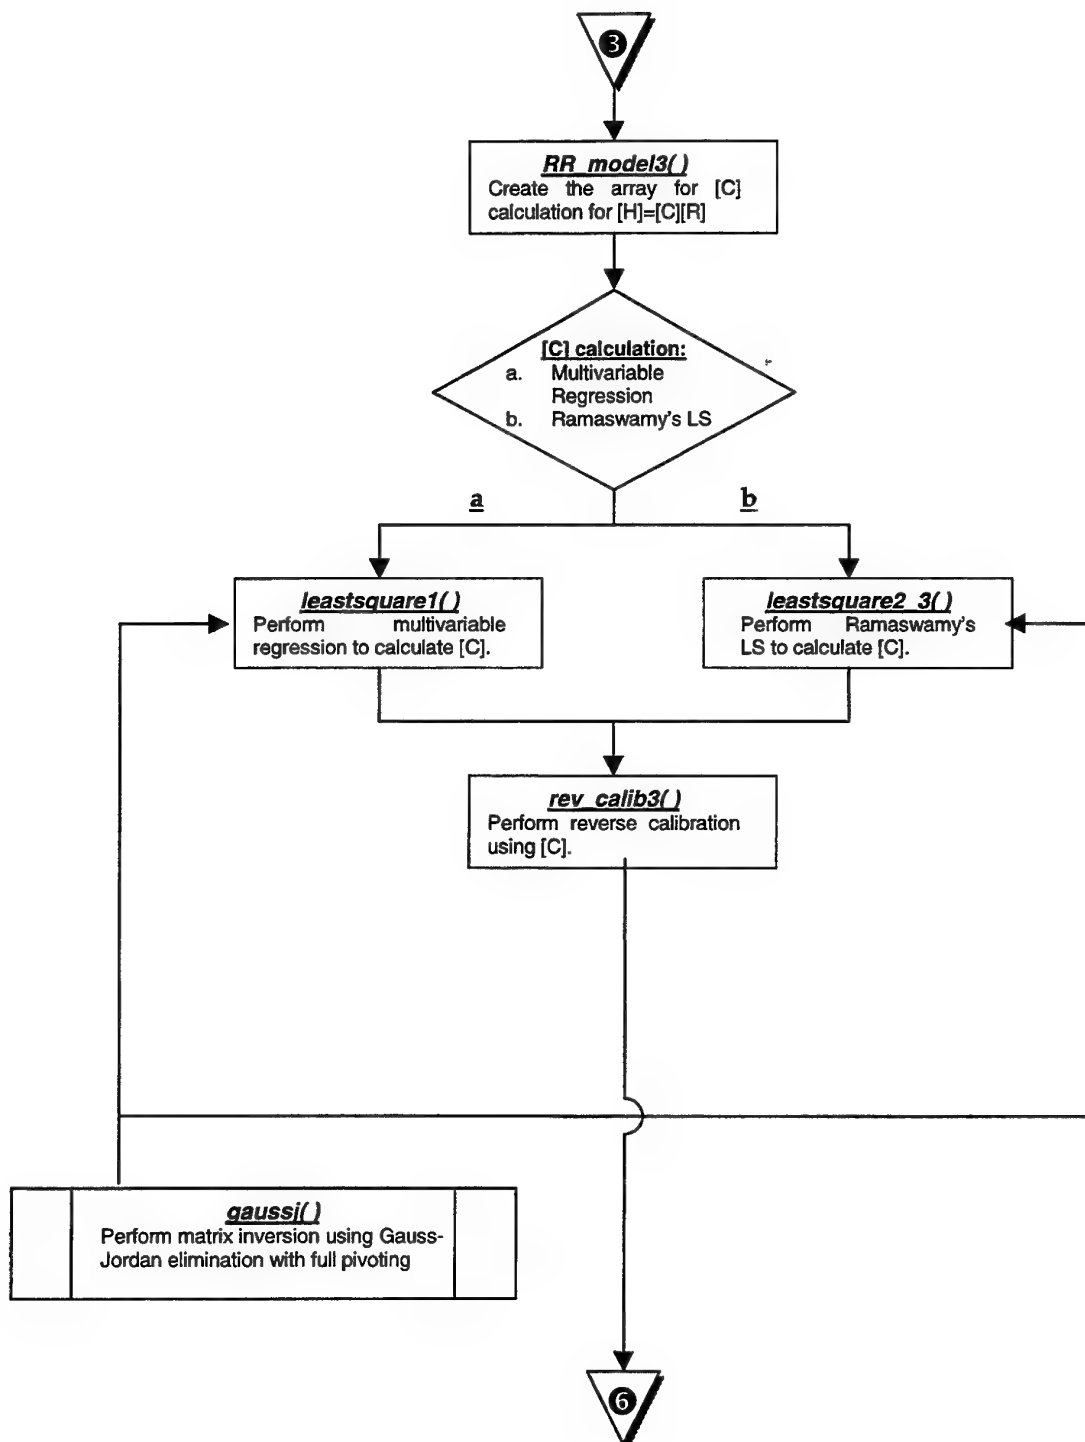 3
RR_model3( )
Create the array for [C]
calculation for [H]=[C][R]
[C] calculation:
a. Multivariable
Regression
b. Ramaswamy's LS
a
b
leastsquare1( )
Perform multivariable
regression to calculate [C].
leastsquare2_3( )
Perform Ramaswamy's
LS to calculate [C].
rev_calib3( )
Perform reverse calibration
using [C].
gaussj( )
Perform matrix inversion using Gauss-
Jordan elimination with full pivoting
6